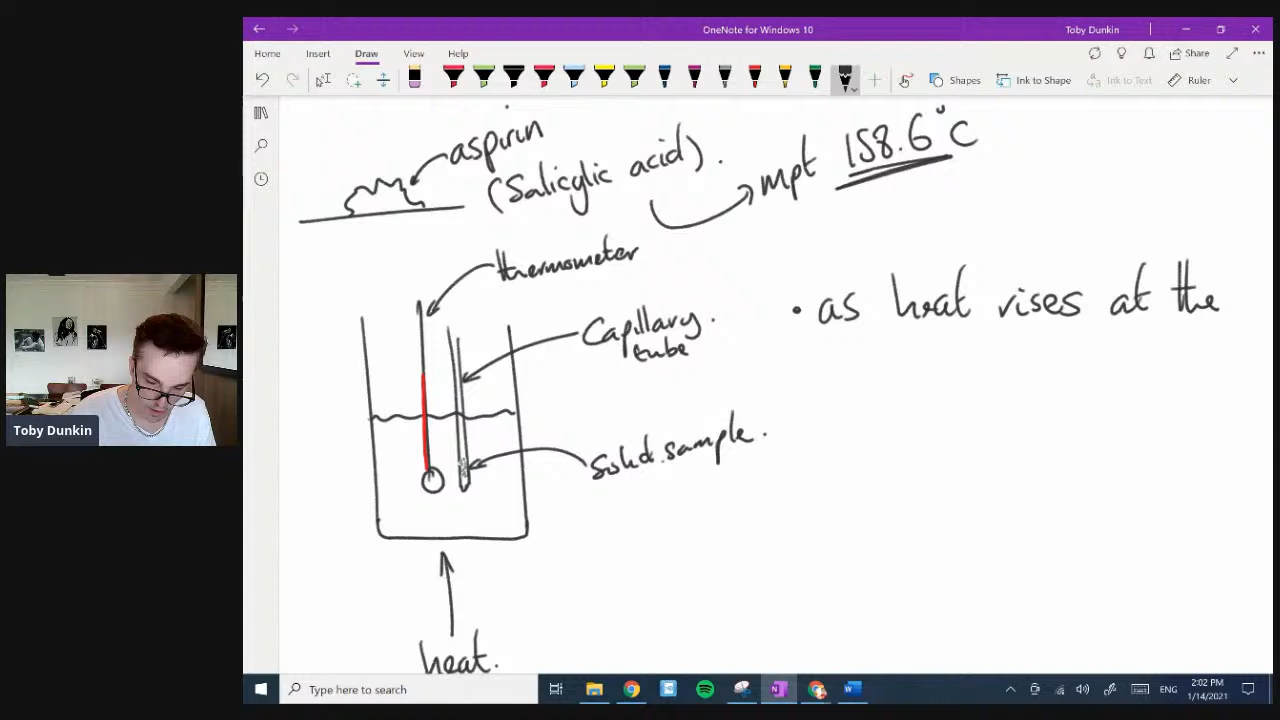 OneNote for Windows 10
Toby Dunkin
Home Insert Draw View Help
Share
Shapes Ink to Shape Ink to Text Ruler
aspirin
(Salicylic acid).
mpt 158.6°C
thermometer
Capillary
tube
• as heat rises at the
Solid sample.
heat.
Toby Dunkin
Type here to search
ENG
2:02 PM
1/14/2021